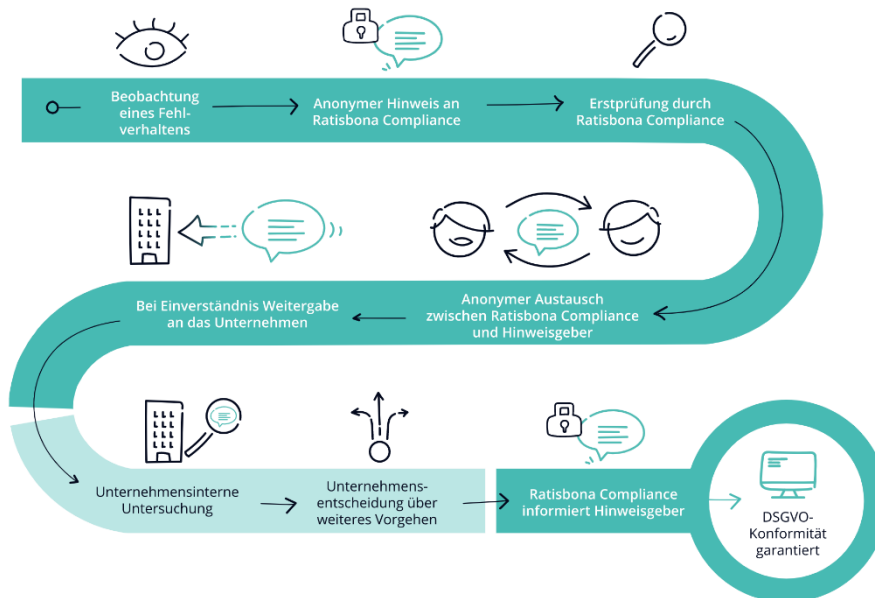 Beobachtung
eines Fehl-
verhaltens
Anonymer Hinweis an
Ratisbona Compliance
Erstprüfung durch
Ratisbona Compliance
Anonymer Austausch
zwischen Ratisbona Compliance
und Hinweisgeber
Bei Einverständnis Weitergabe
an das Unternehmen
Unternehmensinterne
Untersuchung
Unternehmens-
entscheidung über
weiteres Vorgehen
Ratisbona Compliance
informiert Hinweisgeber
DSGVO-
Konformität
garantiert